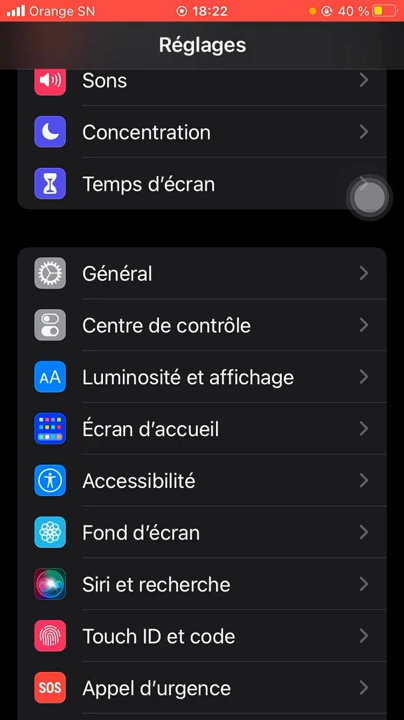 Orange SN 18:22 40 %
Réglages
Sons
Concentration
Temps d’écran
Général
Centre de contrôle
AA Luminosité et affichage
Écran d’accueil
Accessibilité
Fond d’écran
Siri et recherche
Touch ID et code
SOS Appel d’urgence